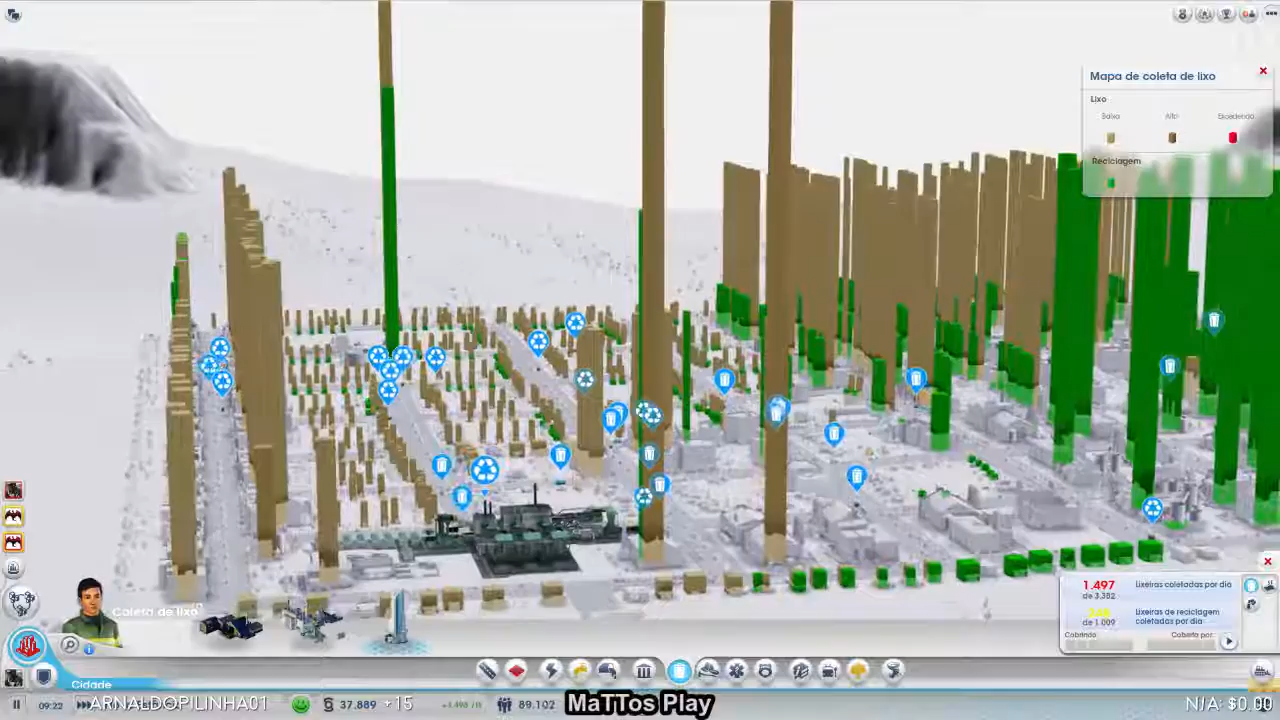 Mapa de coleta de lixo
Lixo
Baixo Alto Excedendo
Reciclagem
1.497 Lixeiras coletadas por dia
de 3.382
Lixeiras de reciclagem
coletadas por dia
de 1.009
Cobrindo Coberto por:
Coleta de lixo
Cidade
09:22 ARNALDOPILINHA01 37.889 +15 89.102 MaTTos Play N/A: $0.00